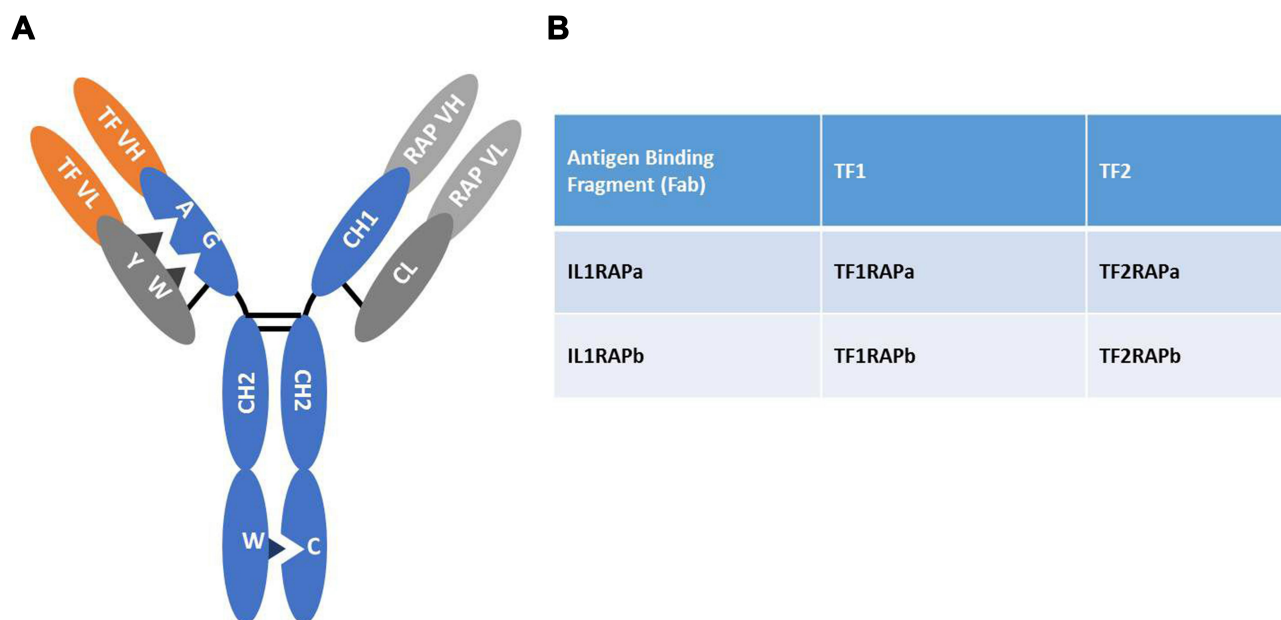 A
TF VH
TF VL
A G
Y W
RAP VH
RAP VL
CH1
CL
CH2
CH2
W
C
B
Antigen Binding
Fragment (Fab)
TF1
TF2
IL1RAPa
TF1RAPa
TF2RAPa
IL1RAPb
TF1RAPb
TF2RAPb